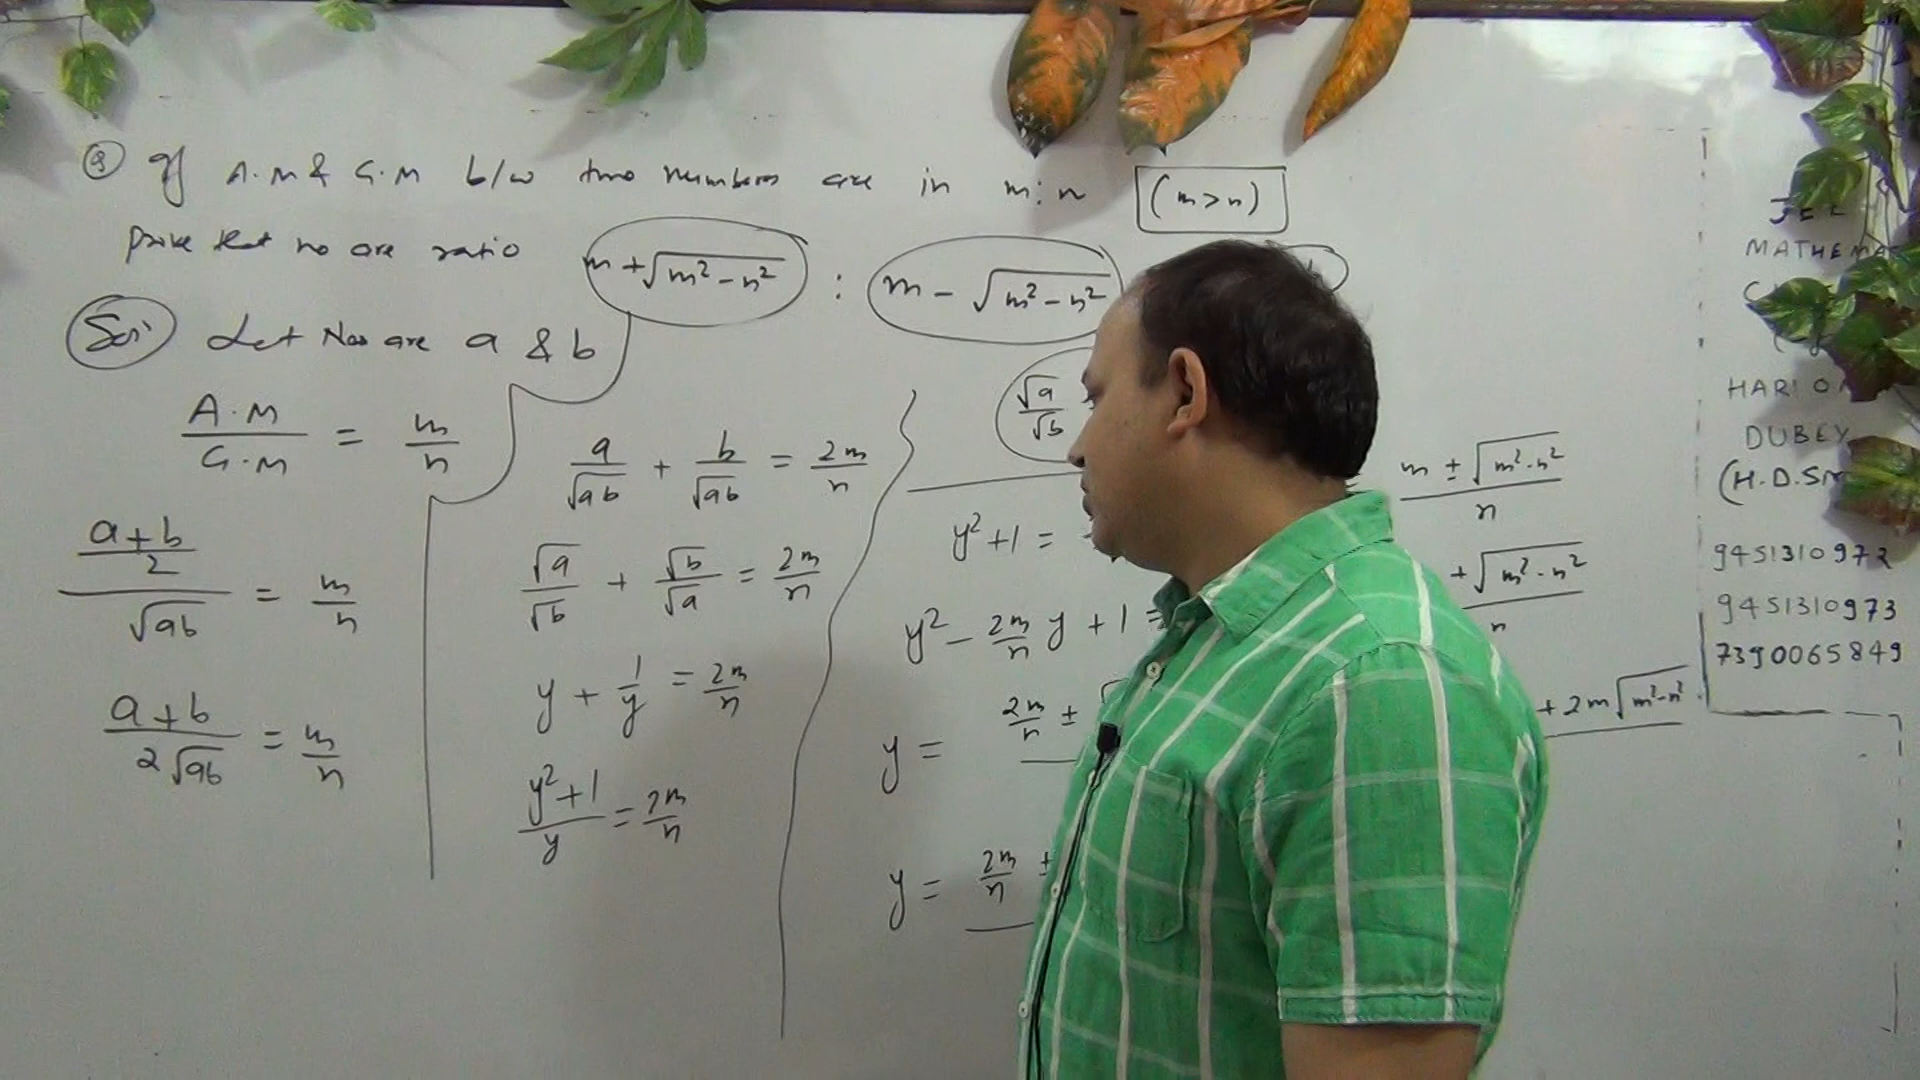 Q If A.M & G.M b/w two numbers are in m:n (m>n)
prove that no are ratio m+√(m²-n²) : m-√(m²-n²)
Sol: Let Nos are a & b
A.M/G.M = m/n
((a+b)/2)/√ab = m/n
(a+b)/(2√ab) = m/n
a/√ab + b/√ab = 2m/n
√a/√b + √b/√a = 2m/n
y + 1/y = 2m/n
(y²+1)/y = 2m/n
√a/√b
y²+1 =
y² - 2m/n y + 1 =
y = 2m/n ±
y = 2m/n ±
(m ± √(m²-n²))/n
+ √(m²-n²) / n
+ 2m√(m²-n²)
MATHEMA
HARI O
DUBEY
(H.D.S
9451310972
9451310973
7390065849